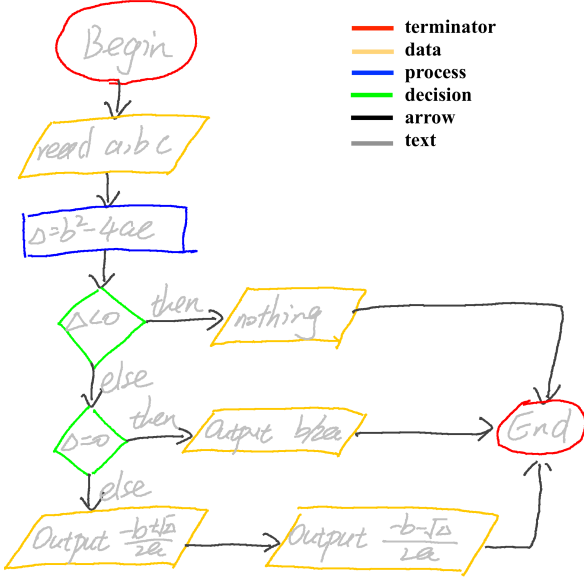 Begin
terminator
data
process
decision
arrow
text
read a,b c
Δ=b²-4ac
Δ<0
then
nothing
else
Δ=0
then
Output b/2a
End
else
Output -b+√Δ/2a
Output -b-√Δ/2a